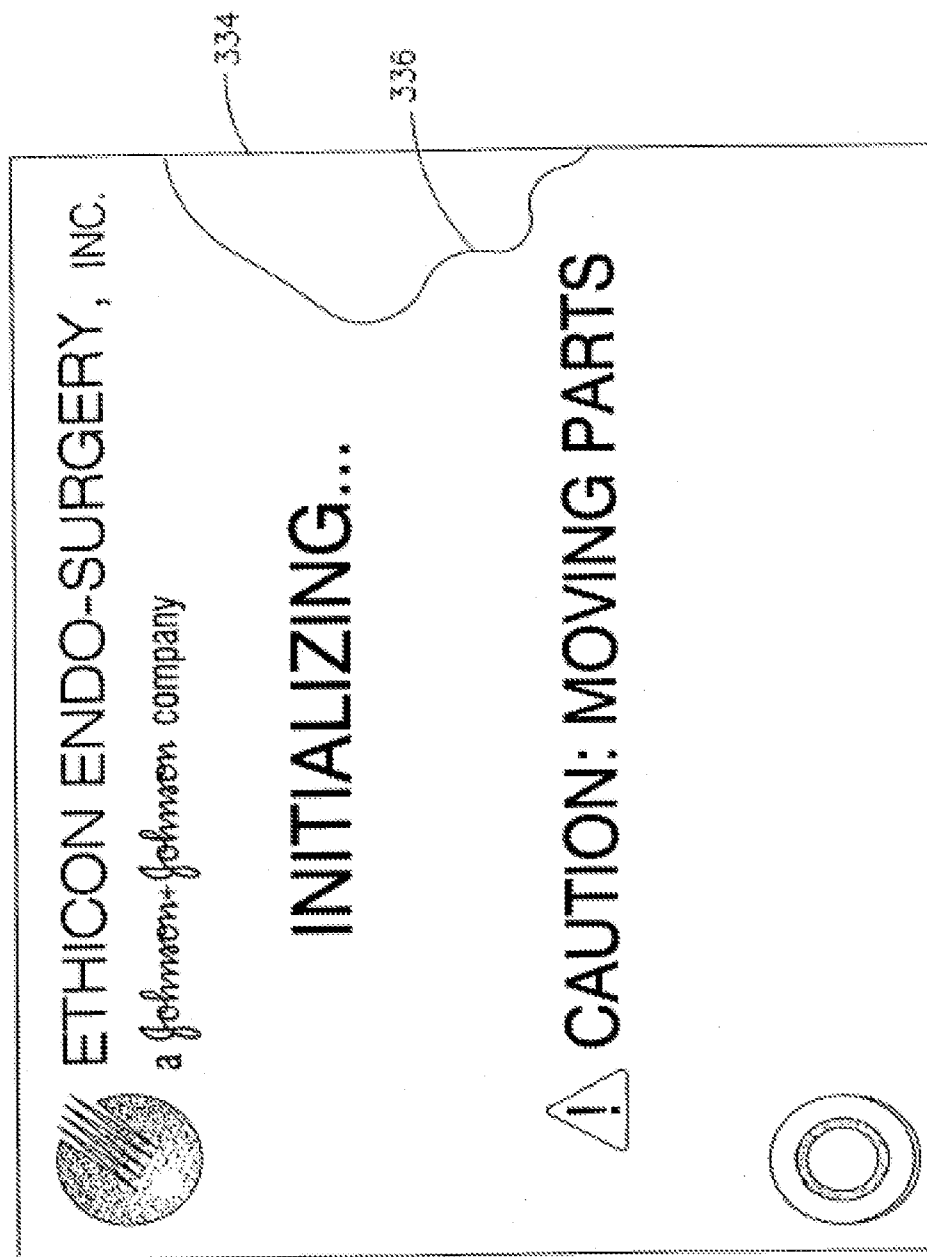 ETHICON ENDO-SURGERY, INC.
a Johnson+Johnson company
INITIALIZING...
! CAUTION: MOVING PARTS
334
336